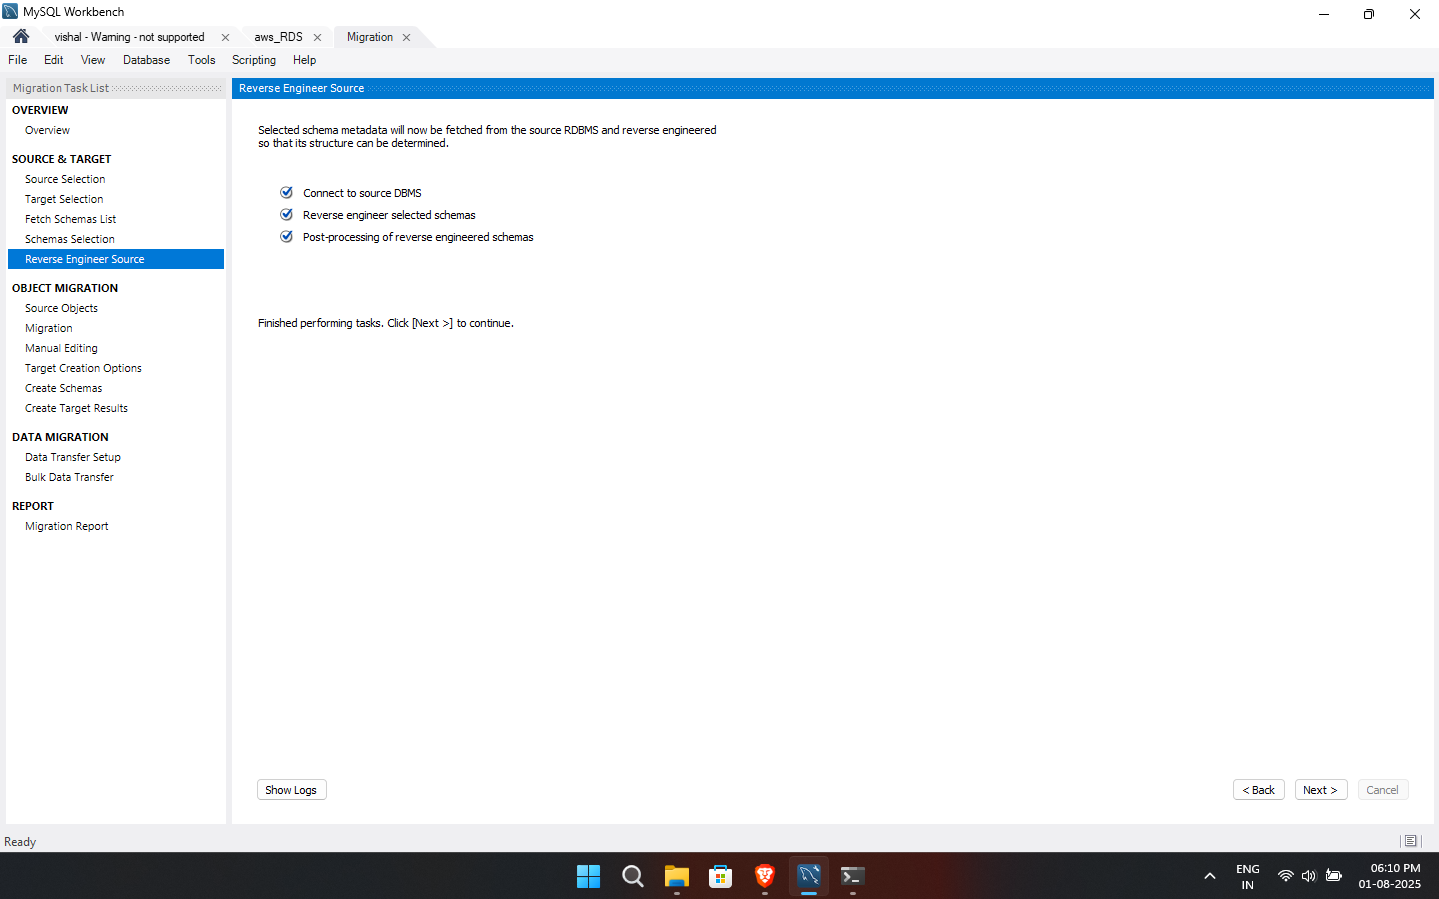 MySQL Workbench
vishal - Warning - not supported
aws_RDS
Migration
File Edit View Database Tools Scripting Help
Migration Task List
OVERVIEW
Overview
SOURCE & TARGET
Source Selection
Target Selection
Fetch Schemas List
Schemas Selection
Reverse Engineer Source
OBJECT MIGRATION
Source Objects
Migration
Manual Editing
Target Creation Options
Create Schemas
Create Target Results
DATA MIGRATION
Data Transfer Setup
Bulk Data Transfer
REPORT
Migration Report
Reverse Engineer Source
Selected schema metadata will now be fetched from the source RDBMS and reverse engineered
so that its structure can be determined.
Connect to source DBMS
Reverse engineer selected schemas
Post-processing of reverse engineered schemas
Finished performing tasks. Click [Next >] to continue.
Show Logs
< Back
Next >
Cancel
Ready
ENG
IN
06:10 PM
01-08-2025